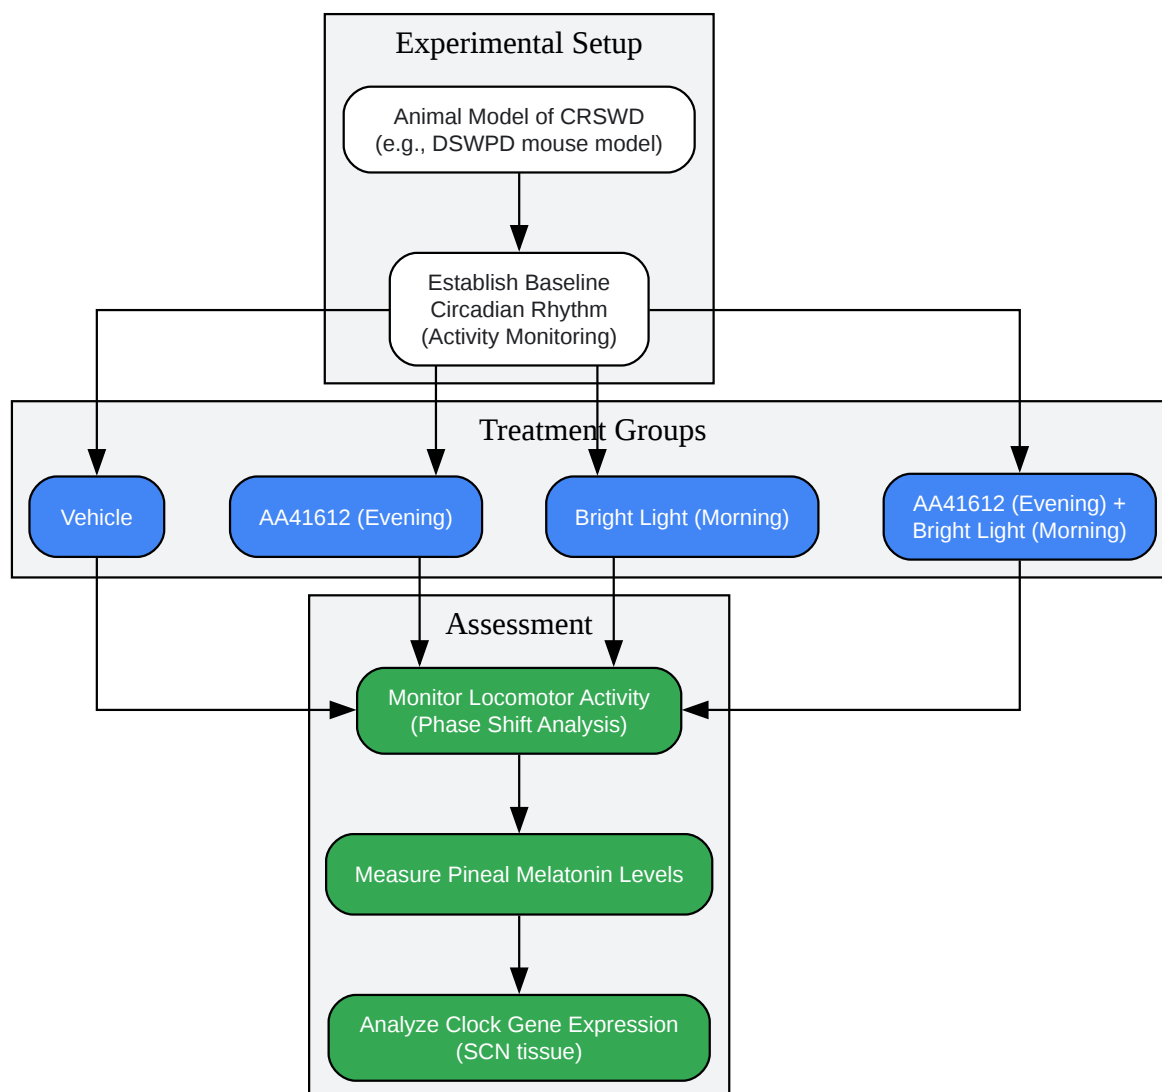 Experimental Setup
Animal Model of CRSWD
(e.g., DSWPD mouse model)
Establish Baseline
Circadian Rhythm
(Activity Monitoring)
Treatment Groups
Vehicle
AA41612 (Evening)
Bright Light (Morning)
AA41612 (Evening) +
Bright Light (Morning)
Assessment
Monitor Locomotor Activity
(Phase Shift Analysis)
Measure Pineal Melatonin Levels
Analyze Clock Gene Expression
(SCN tissue)